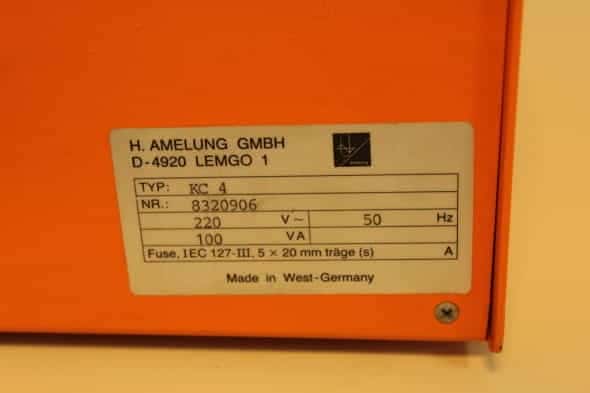 H. AMELUNG GMBH
D-4920 LEMGO 1
TYP: KC 4
NR.: 8320906
220 V~ 50 Hz
100 VA
Fuse, IEC 127-III, 5 × 20 mm träge (s) A
Made in West-Germany